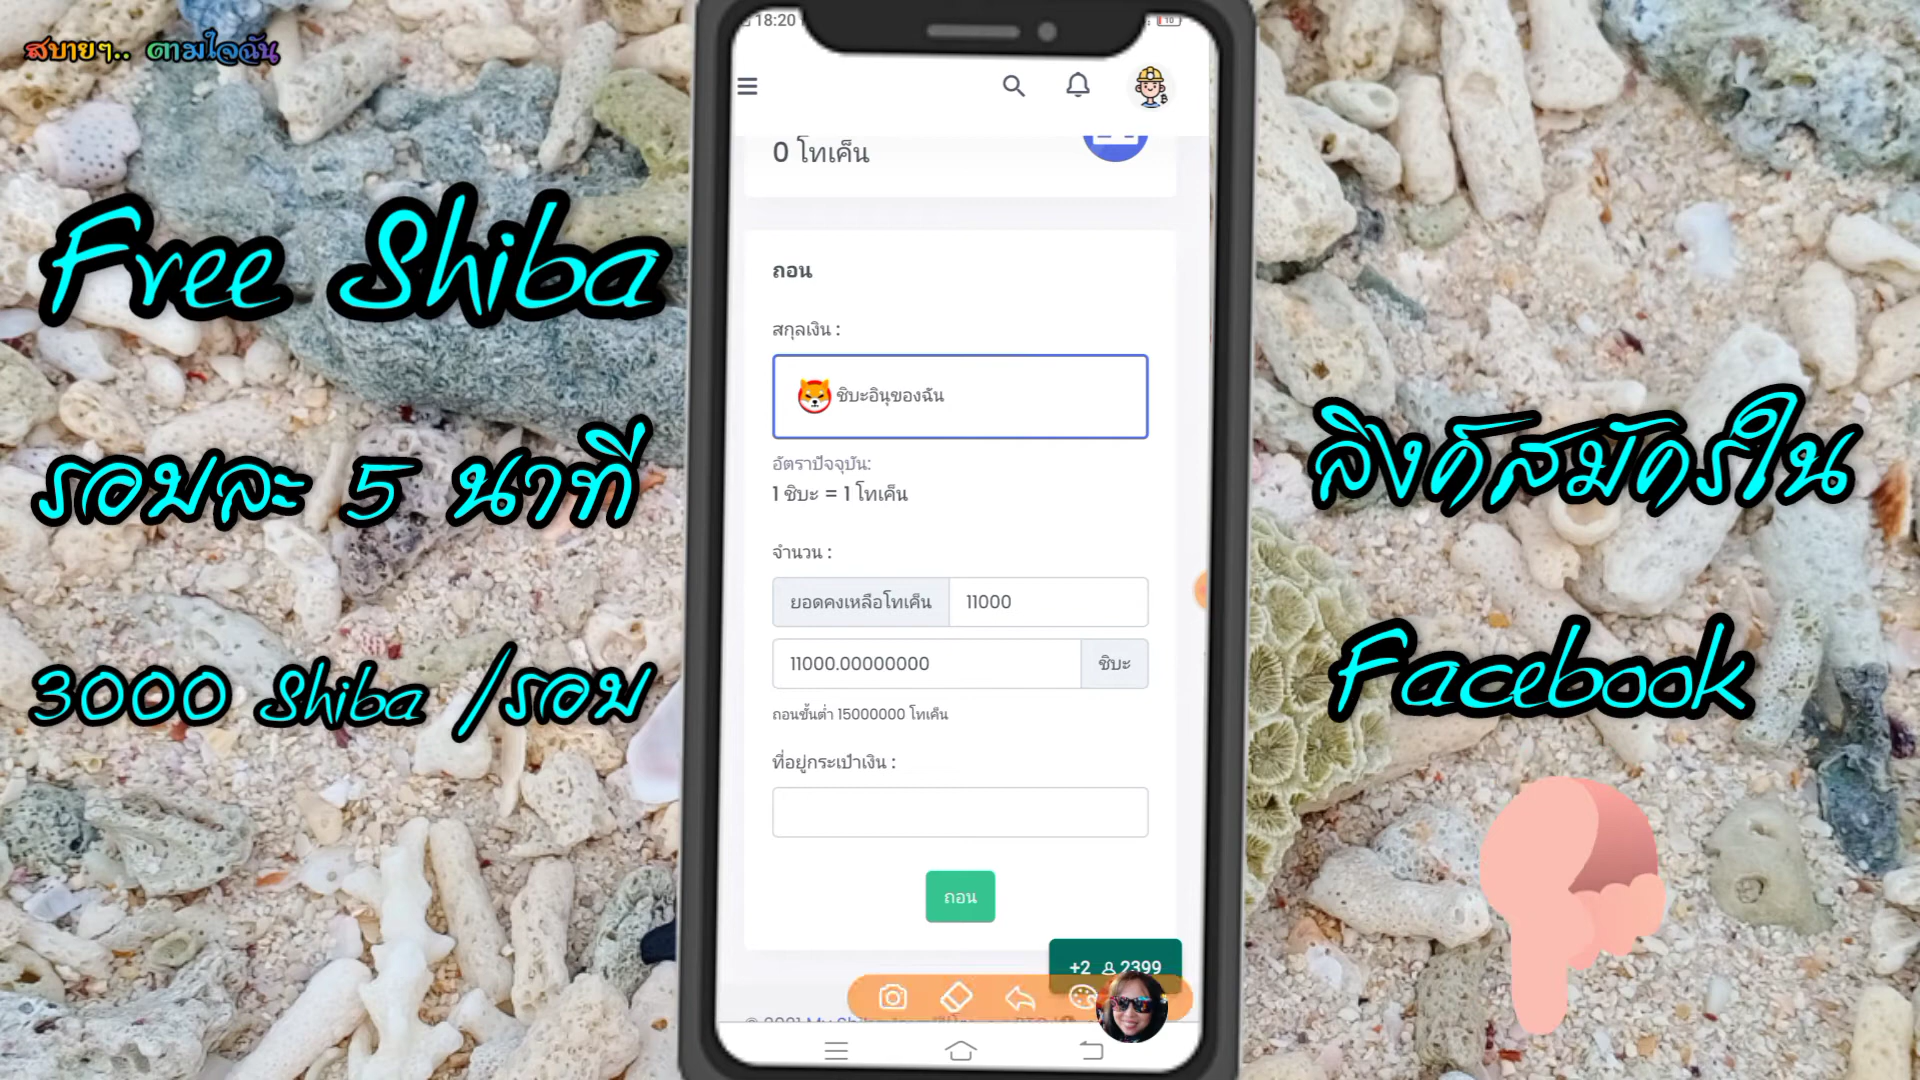 สบายๆ.. ตามใจฉัน
Free Shiba
รอบละ 5 นาที
3000 Shiba /รอบ
18:20
10
0 โทเค็น
ถอน
สกุลเงิน :
ชิบะอินุของฉัน
อัตราปัจจุบัน:
1 ชิบะ = 1 โทเค็น
จำนวน :
ยอดคงเหลือโทเค็น 11000
11000.00000000 ชิบะ
ถอนขั้นต่ำ 15000000 โทเค็น
ที่อยู่กระเป๋าเงิน :
ถอน
+2 2399
© 2021 My Shiba
ลิงค์สมัครใน
Facebook